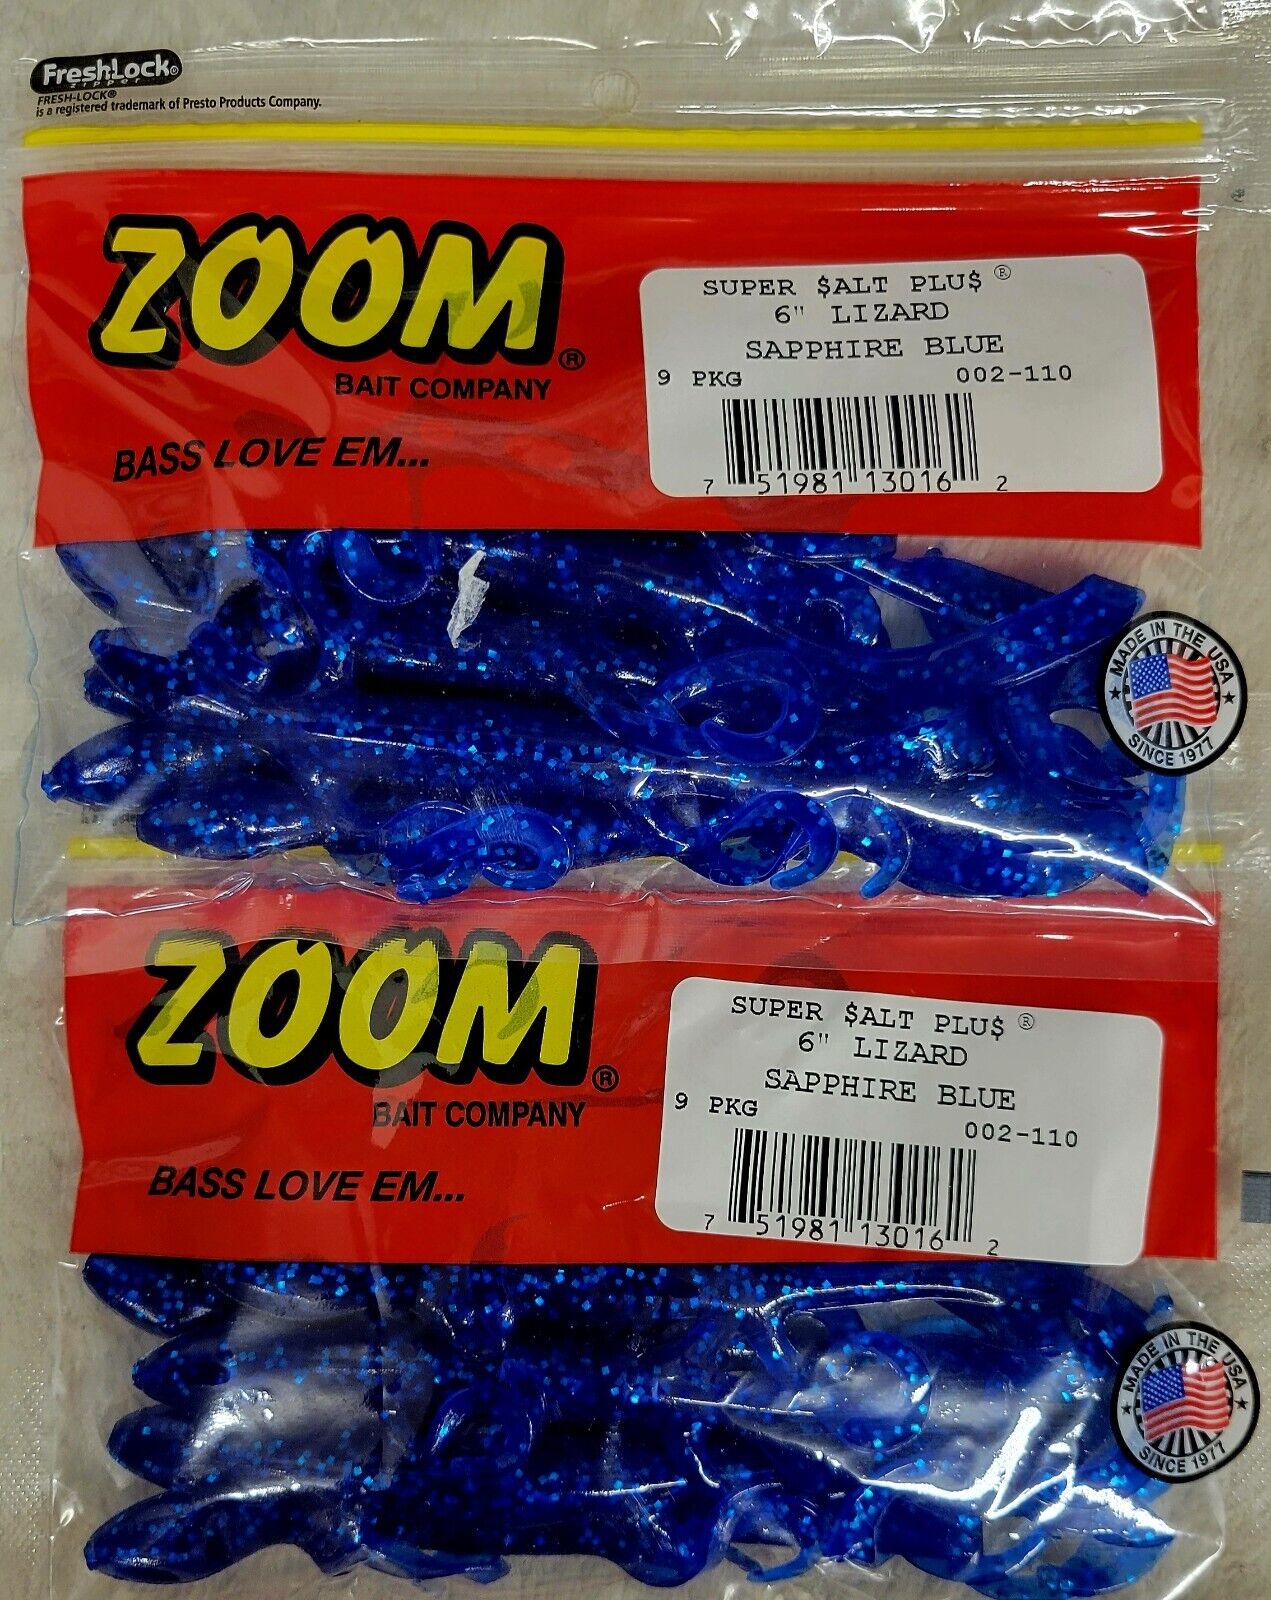 FreshLock®
zipper
FRESH-LOCK®
is a registered trademark of Presto Products Company.
ZOOM®
BAIT COMPANY
BASS LOVE EM...
SUPER $ALT PLU$ ®
6" LIZARD
SAPPHIRE BLUE
9 PKG 002-110
7 51981 13016 2
MADE IN THE USA
SINCE 1977
ZOOM®
BAIT COMPANY
BASS LOVE EM...
SUPER $ALT PLU$ ®
6" LIZARD
SAPPHIRE BLUE
9 PKG
002-110
7 51981 13016 2
MADE IN THE USA
SINCE 1977